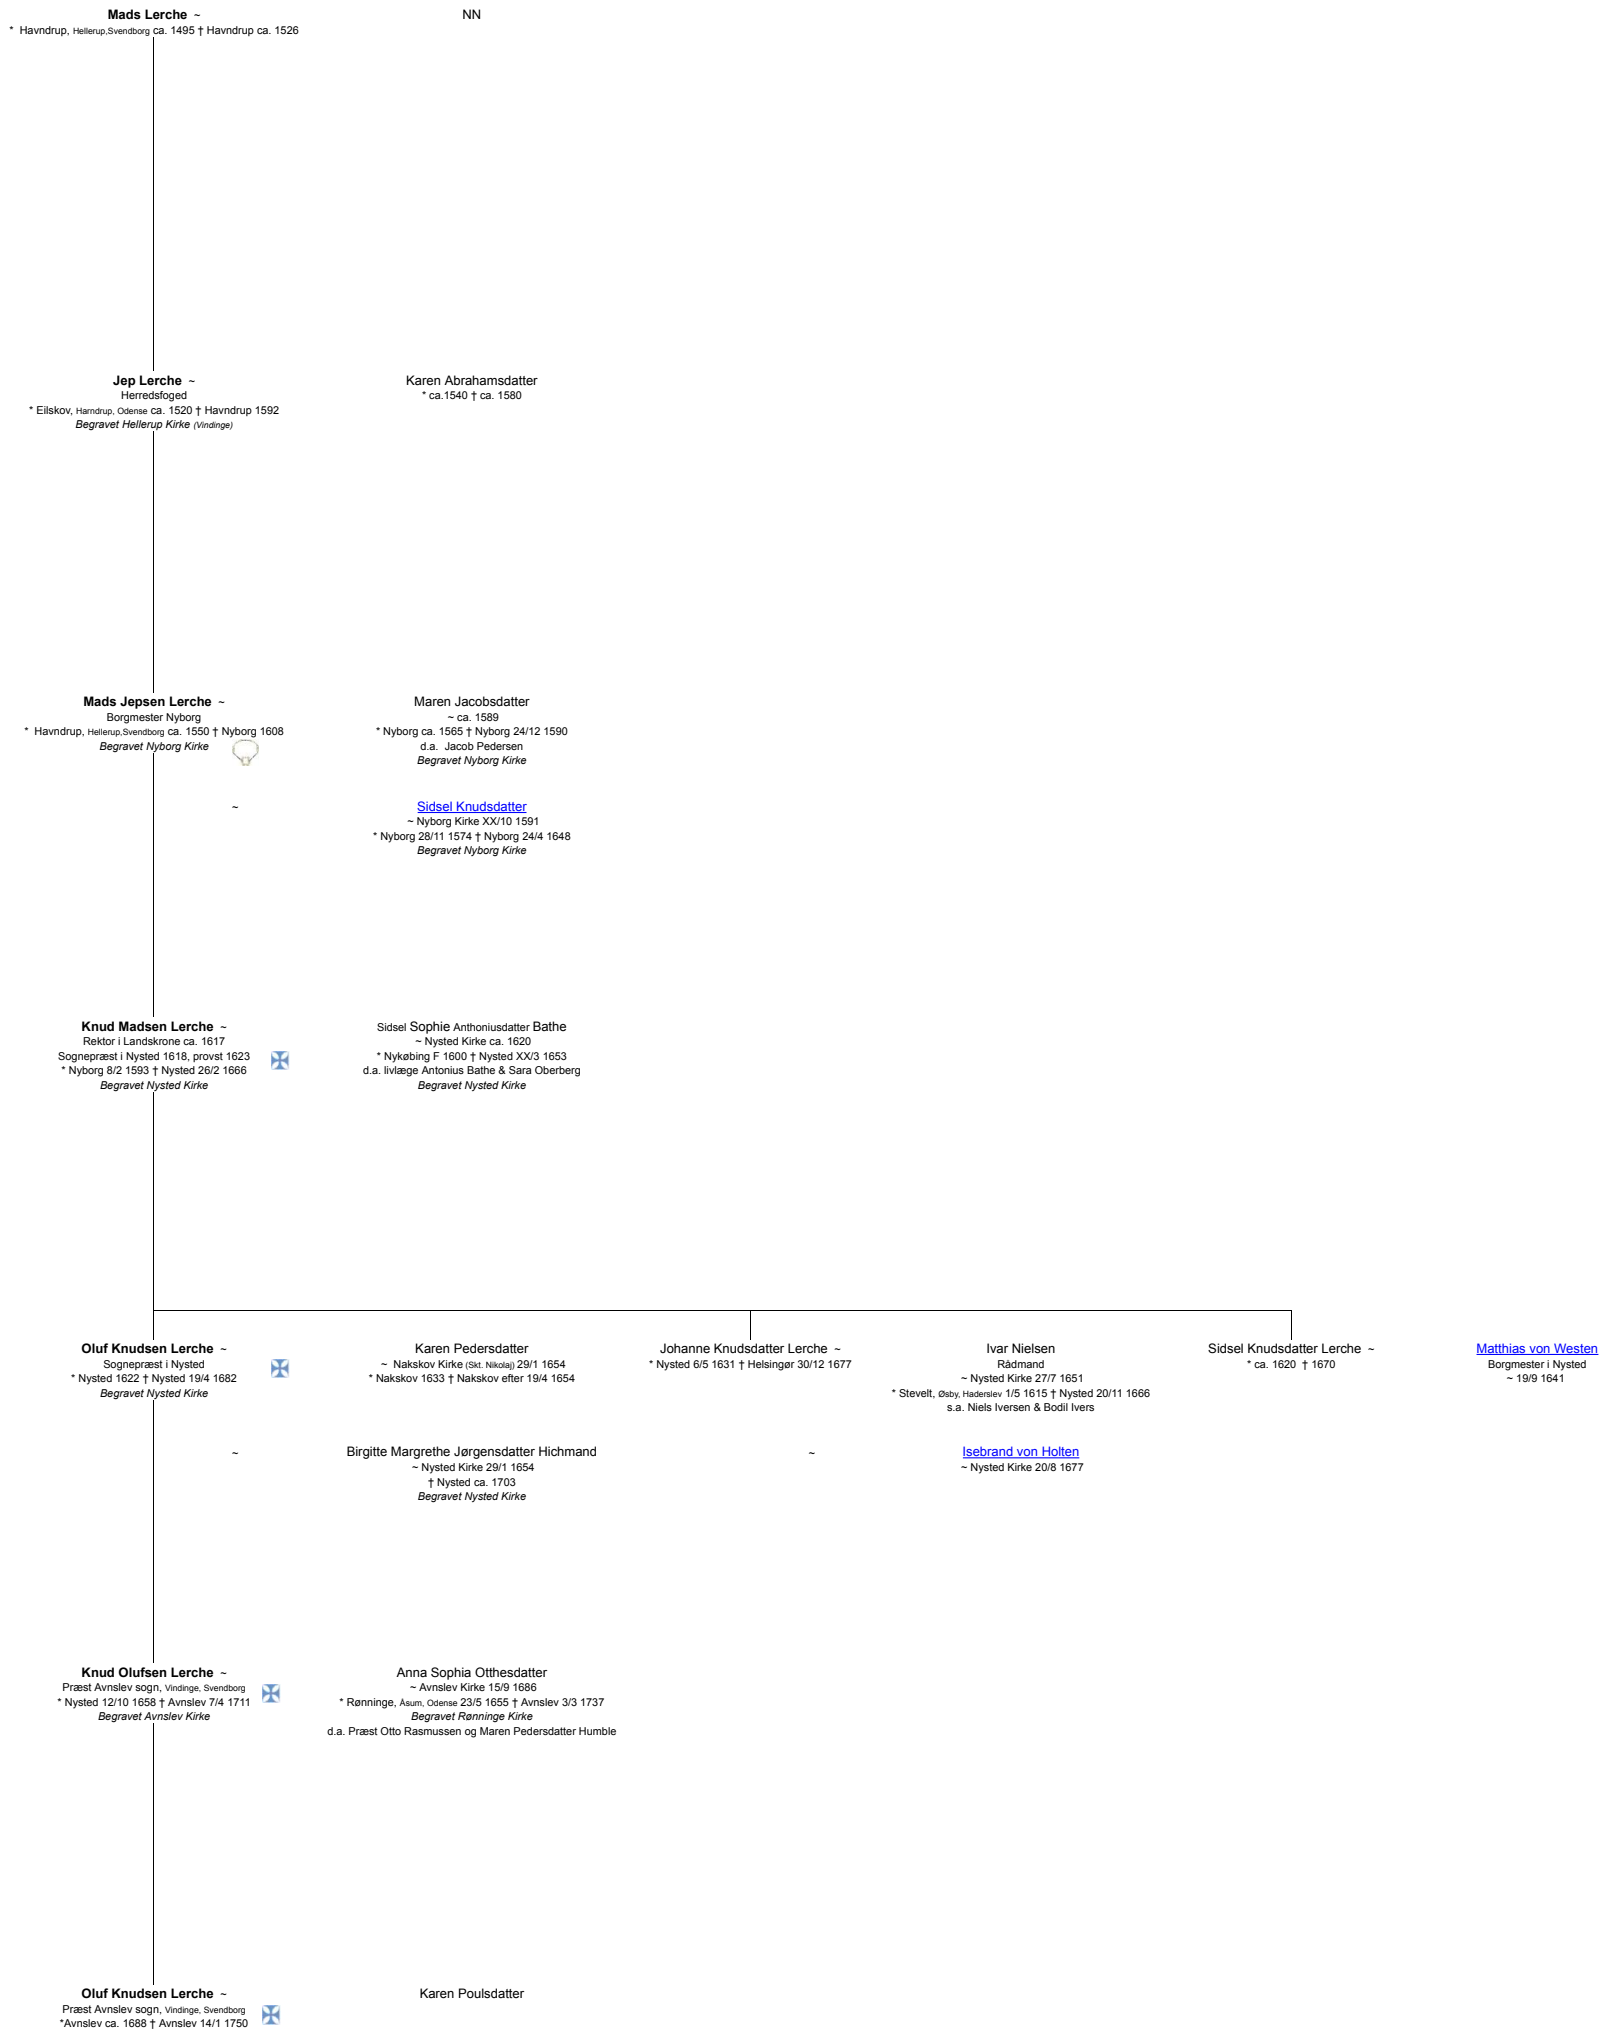 Mads Lerche ~
* Havndrup, Hellerup,Svendborg ca. 1495 † Havndrup ca. 1526
NN
Jep Lerche ~
Herredsfoged
* Eilskov, Harndrup, Odense ca. 1520 † Havndrup 1592
Begravet Hellerup Kirke (Vindinge)
Karen Abrahamsdatter
* ca.1540 † ca. 1580
Mads Jepsen Lerche ~
Borgmester Nyborg
* Havndrup, Hellerup,Svendborg ca. 1550 † Nyborg 1608
Begravet Nyborg Kirke
Maren Jacobsdatter
~ ca. 1589
* Nyborg ca. 1565 † Nyborg 24/12 1590
d.a. Jacob Pedersen
Begravet Nyborg Kirke
~
Sidsel Knudsdatter
~ Nyborg Kirke XX/10 1591
* Nyborg 28/11 1574 † Nyborg 24/4 1648
Begravet Nyborg Kirke
Knud Madsen Lerche ~
Rektor i Landskrone ca. 1617
Sognepræst i Nysted 1618, provst 1623
* Nyborg 8/2 1593 † Nysted 26/2 1666
Begravet Nysted Kirke
Sidsel Sophie Anthoniusdatter Bathe
~ Nysted Kirke ca. 1620
* Nykøbing F 1600 † Nysted XX/3 1653
d.a. livlæge Antonius Bathe & Sara Oberberg
Begravet Nysted Kirke
Oluf Knudsen Lerche ~
Sognepræst i Nysted
* Nysted 1622 † Nysted 19/4 1682
Begravet Nysted Kirke
Karen Pedersdatter
~ Nakskov Kirke (Skt. Nikolaj) 29/1 1654
* Nakskov 1633 † Nakskov efter 19/4 1654
Johanne Knudsdatter Lerche ~
* Nysted 6/5 1631 † Helsingør 30/12 1677
Ivar Nielsen
Rådmand
~ Nysted Kirke 27/7 1651
* Stevelt, Øsby, Haderslev 1/5 1615 † Nysted 20/11 1666
s.a. Niels Iversen & Bodil Ivers
Sidsel Knudsdatter Lerche ~
* ca. 1620 † 1670
Matthias von Westen
Borgmester i Nysted
~ 19/9 1641
~
Birgitte Margrethe Jørgensdatter Hichmand
~ Nysted Kirke 29/1 1654
† Nysted ca. 1703
Begravet Nysted Kirke
~
Isebrand von Holten
~ Nysted Kirke 20/8 1677
Knud Olufsen Lerche ~
Præst Avnslev sogn, Vindinge, Svendborg
* Nysted 12/10 1658 † Avnslev 7/4 1711
Begravet Avnslev Kirke
Anna Sophia Otthesdatter
~ Avnslev Kirke 15/9 1686
* Rønninge, Åsum, Odense 23/5 1655 † Avnslev 3/3 1737
Begravet Rønninge Kirke
d.a. Præst Otto Rasmussen og Maren Pedersdatter Humble
Oluf Knudsen Lerche ~
Præst Avnslev sogn, Vindinge, Svendborg
*Avnslev ca. 1688 † Avnslev 14/1 1750
Karen Poulsdatter